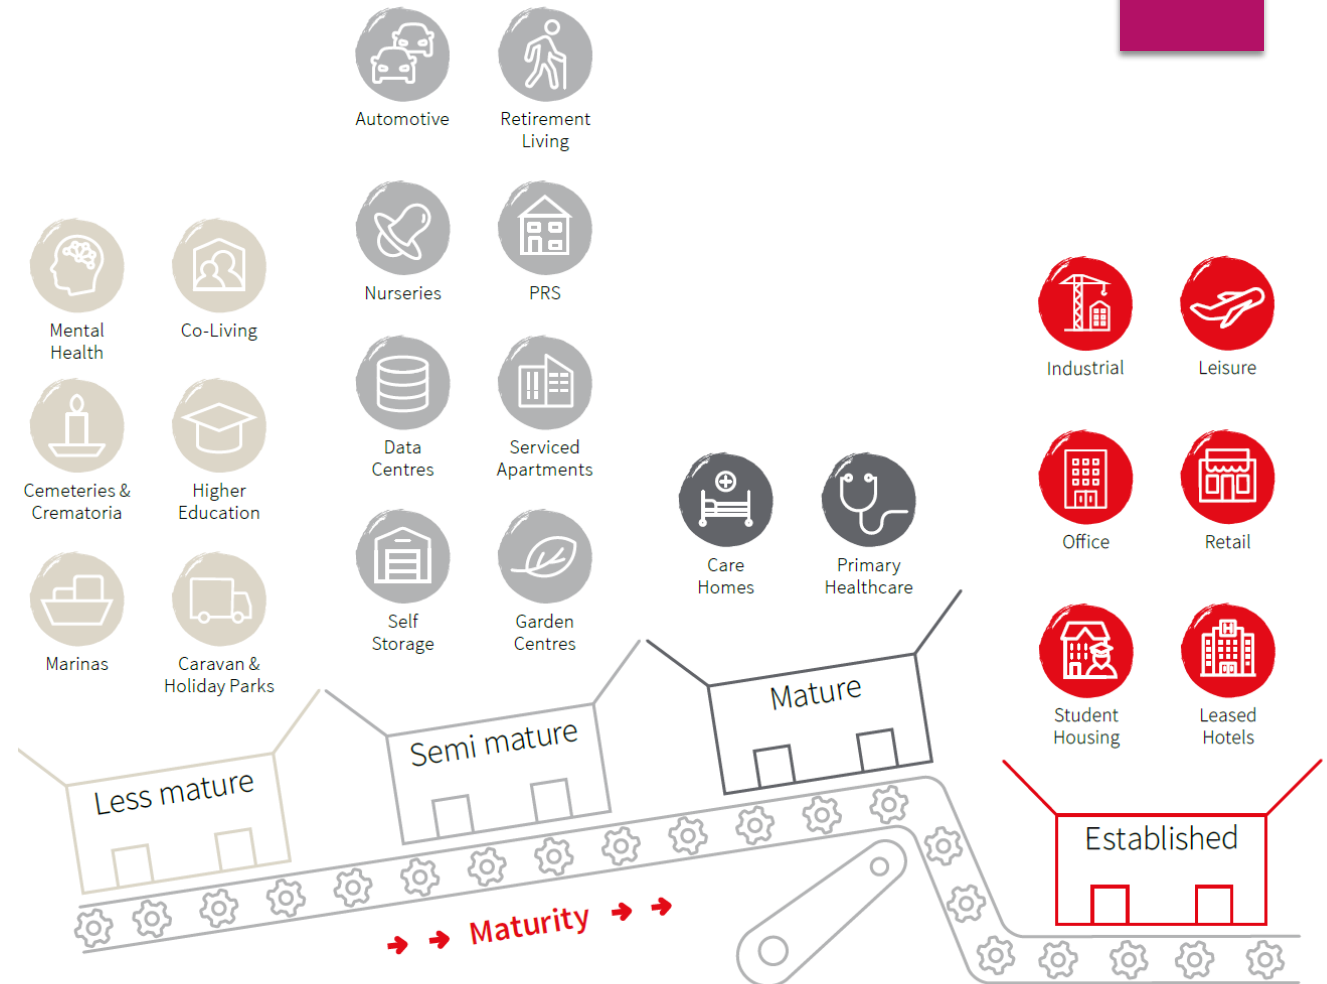 Automotive
Retirement
Living
Nurseries
PRS
Mental
Health
Co-Living
Industrial
Leisure
Data
Centres
Serviced
Apartments
Cemeteries &
Crematoria
Higher
Education
Office
Retail
Care
Homes
Primary
Healthcare
Self
Storage
Garden
Centres
Marinas
Caravan &
Holiday Parks
Student
Housing
Leased
Hotels
H
Less mature
Semi mature
Mature
Established
Maturity